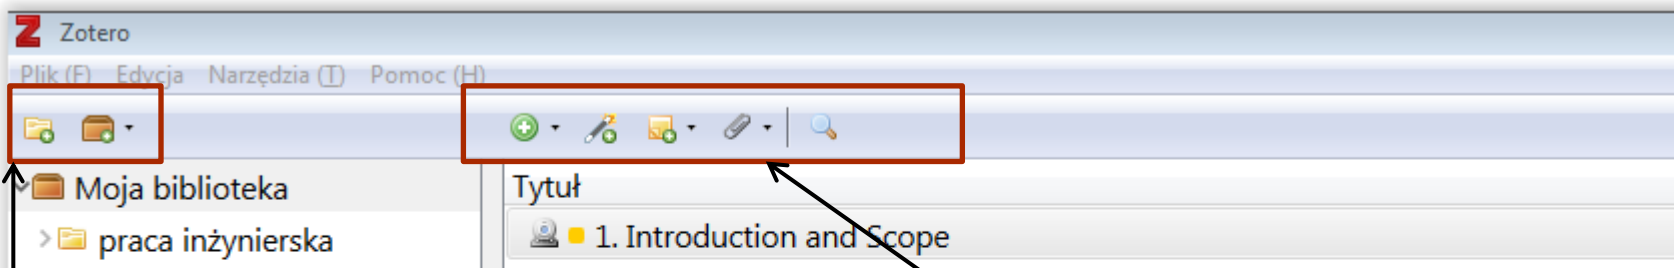 Zotero
Plik (F) Edycja Narzędzia (T) Pomoc (H)
Moja biblioteka
Tytuł
praca inżynierska
1. Introduction and Scope